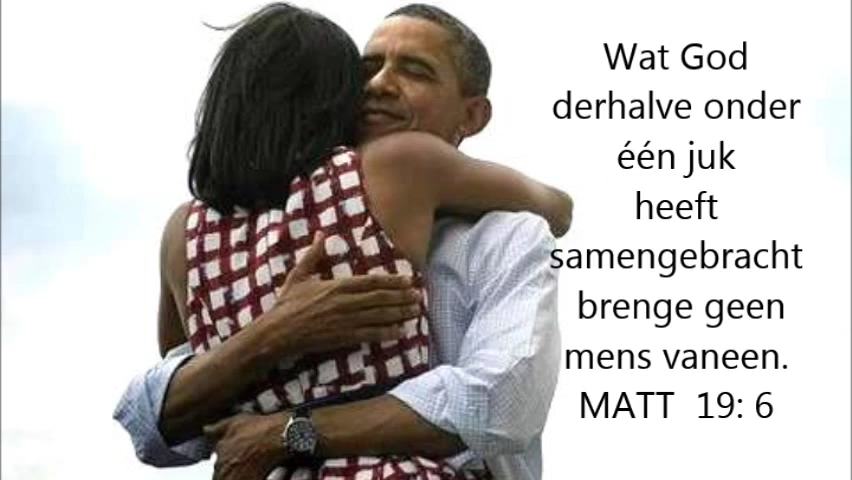 Wat God
derhalve onder
één juk
heeft
samengebracht
brenge geen
mens vaneen.
MATT 19: 6